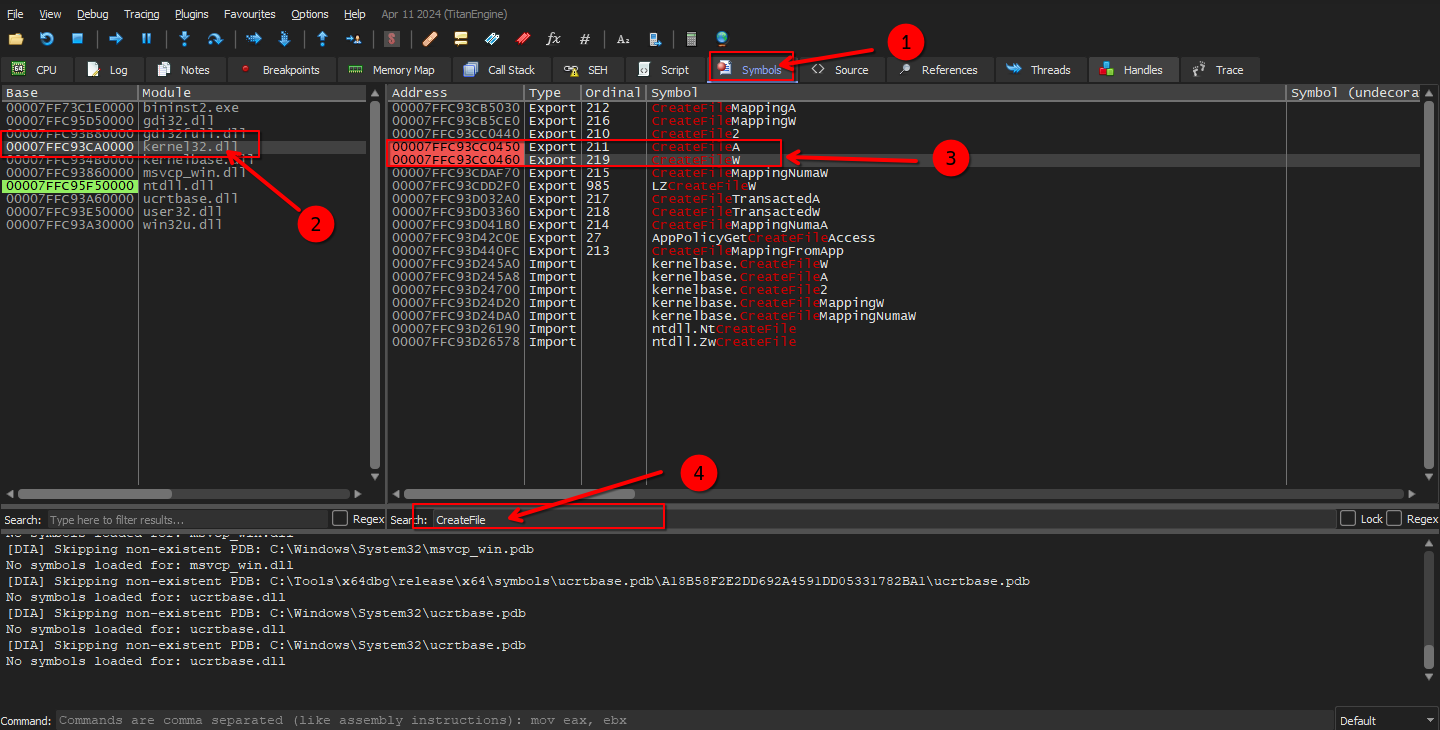 File View Debug Tracing Plugins Favourites Options Help Apr 11 2024 (TitanEngine)
$ fx # A₂
64 CPU Log Notes Breakpoints Memory Map Call Stack SEH Script Symbols Source References Threads Handles Trace
1
Base Module
00007FF73C1E0000 bininst2.exe
00007FFC95D50000 gdi32.dll
00007FFC93B80000 gdi32full.dll
00007FFC93CA0000 kernel32.dll
00007FFC934B0000 kernelbase.dll
00007FFC93860000 msvcp_win.dll
00007FFC95F50000 ntdll.dll
00007FFC93A60000 ucrtbase.dll
00007FFC93E50000 user32.dll
00007FFC93A30000 win32u.dll
2
Address Type Ordinal Symbol Symbol (undecora
00007FFC93CB5030 Export 212 CreateFileMappingA
00007FFC93CB5CE0 Export 216 CreateFileMappingW
00007FFC93CC0440 Export 210 CreateFile2
00007FFC93CC0450 Export 211 CreateFileA
00007FFC93CC0460 Export 219 CreateFileW
00007FFC93CDAF70 Export 215 CreateFileMappingNumaW
00007FFC93CDD2F0 Export 985 LZCreateFileW
00007FFC93D032A0 Export 217 CreateFileTransactedA
00007FFC93D03360 Export 218 CreateFileTransactedW
00007FFC93D041B0 Export 214 CreateFileMappingNumaA
00007FFC93D42C0E Export 27 AppPolicyGetCreateFileAccess
00007FFC93D440FC Export 213 CreateFileMappingFromApp
00007FFC93D245A0 Import kernelbase.CreateFileW
00007FFC93D245A8 Import kernelbase.CreateFileA
00007FFC93D24700 Import kernelbase.CreateFile2
00007FFC93D24D20 Import kernelbase.CreateFileMappingW
00007FFC93D24DA0 Import kernelbase.CreateFileMappingNumaW
00007FFC93D26190 Import ntdll.NtCreateFile
00007FFC93D26578 Import ntdll.ZwCreateFile
3
4
Search: Type here to filter results... Regex Search: CreateFile Lock Regex
No symbols loaded for: msvcp_win.dll
[DIA] Skipping non-existent PDB: C:\Windows\System32\msvcp_win.pdb
No symbols loaded for: msvcp_win.dll
[DIA] Skipping non-existent PDB: C:\Tools\x64dbg\release\x64\symbols\ucrtbase.pdb\A18B58F2E2DD692A4591DD05331782BA1\ucrtbase.pdb
No symbols loaded for: ucrtbase.dll
[DIA] Skipping non-existent PDB: C:\Windows\System32\ucrtbase.pdb
No symbols loaded for: ucrtbase.dll
[DIA] Skipping non-existent PDB: C:\Windows\System32\ucrtbase.pdb
No symbols loaded for: ucrtbase.dll
Command: Commands are comma separated (like assembly instructions): mov eax, ebx Default